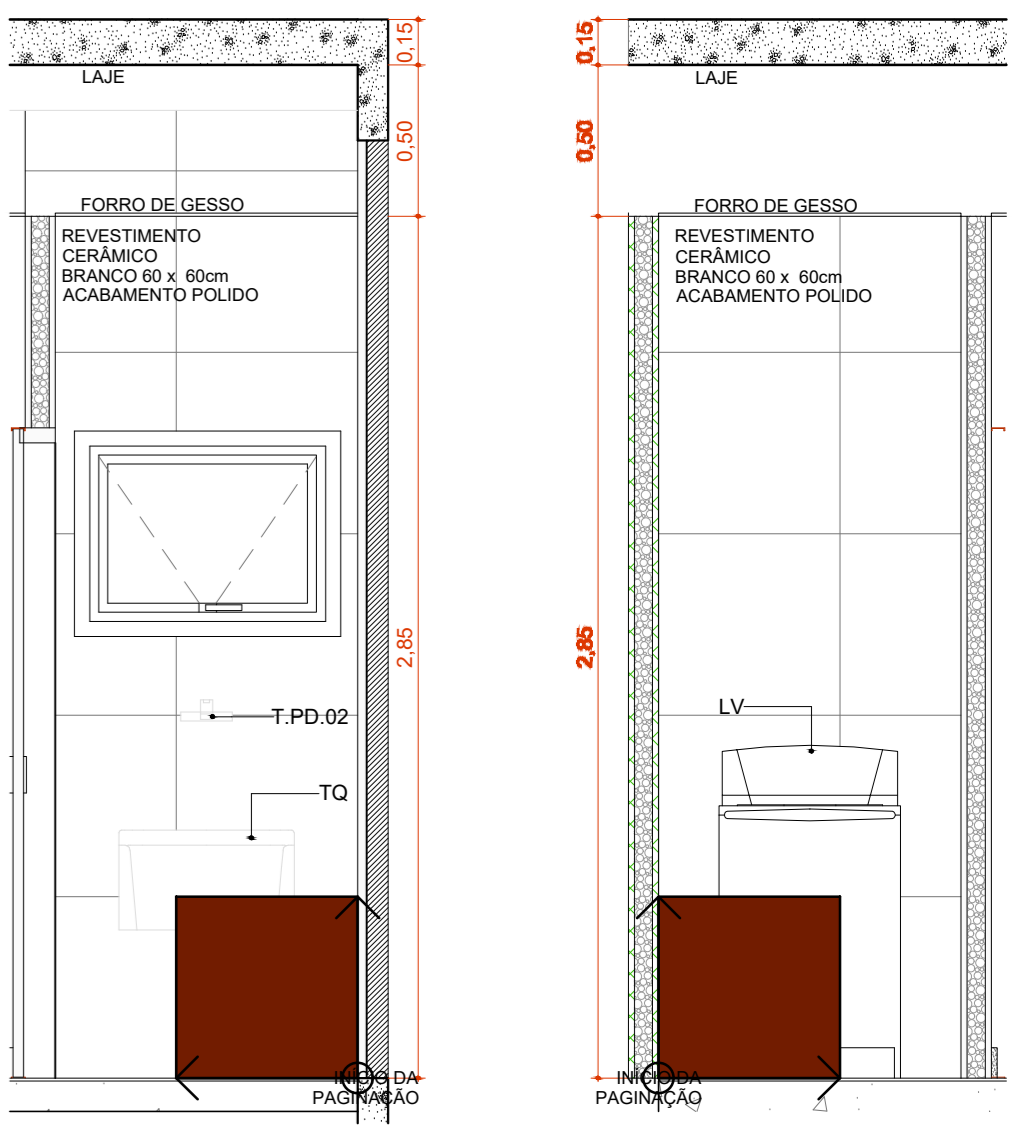 0,15
LAJE
0,50
FORRO DE GESSO
REVESTIMENTO
CERÂMICO
BRANCO 60 x 60cm
ACABAMENTO POLIDO
2,85
T.PD.02
TQ
INÍCIO DA
PAGINAÇÃO
0,15
LAJE
0,50
FORRO DE GESSO
REVESTIMENTO
CERÂMICO
BRANCO 60 x 60cm
ACABAMENTO POLIDO
2,85
LV
INÍCIO DA
PAGINAÇÃO